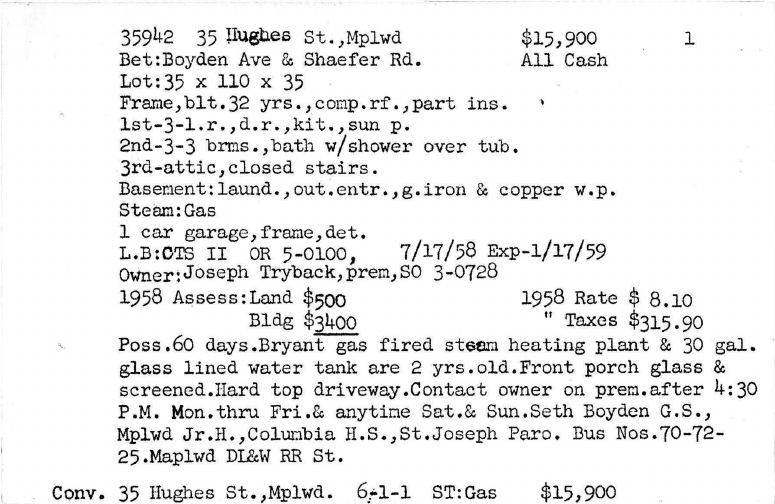 35942 35 Hughes St.,Mplwd $15,900 1
Bet:Boyden Ave & Shaefer Rd. All Cash
Lot:35 x 110 x 35
Frame,blt.32 yrs.,comp.rf.,part ins.
1st-3-l.r.,d.r.,kit.,sun p.
2nd-3-3 brms.,bath w/shower over tub.
3rd-attic,closed stairs.
Basement:laund.,out.entr.,g.iron & copper w.p.
Steam:Gas
1 car garage,frame,det.
L.B:OTS II OR 5-0100, 7/17/58 Exp-1/17/59
Owner:Joseph Tryback,prem,SO 3-0728
1958 Assess:Land $500 1958 Rate $ 8.10
Bldg $3400 " Taxes $315.90
Poss.60 days.Bryant gas fired steam heating plant & 30 gal.
glass lined water tank are 2 yrs.old.Front porch glass &
screened.Hard top driveway.Contact owner on prem.after 4:30
P.M. Mon.thru Fri.& anytime Sat.& Sun.Seth Boyden G.S.,
Mplwd Jr.H.,Columbia H.S.,St.Joseph Paro. Bus Nos.70-72-
25.Maplwd DL&W RR St.
Conv. 35 Hughes St.,Mplwd. 6-1-1 ST:Gas $15,900